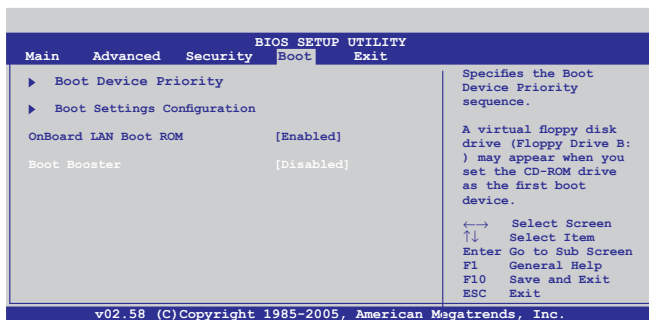 BIOS SETUP UTILITY
Main Advanced Security Boot Exit
Boot Device Priority
Boot Settings Configuration
OnBoard LAN Boot ROM [Enabled]
Boot Booster [Disabled]
Specifies the Boot
Device Priority
sequence.
A virtual floppy disk
drive (Floppy Drive B:
) may appear when you
set the CD-ROM drive
as the first boot
device.
←→ Select Screen
↑↓ Select Item
Enter Go to Sub Screen
F1 General Help
F10 Save and Exit
ESC Exit
v02.58 (C)Copyright 1985-2005, American Megatrends, Inc.